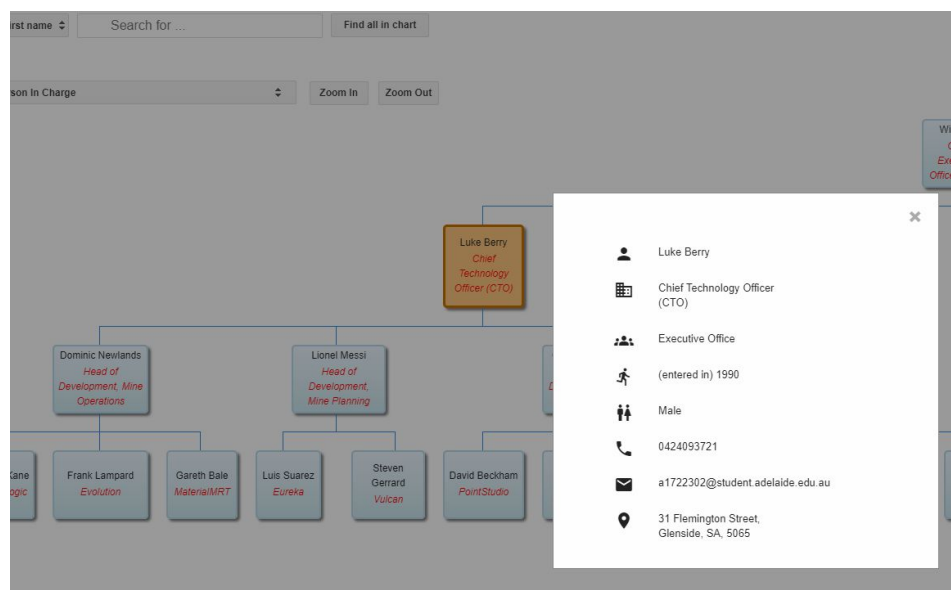 first name
Search for ...
Find all in chart
son In Charge
Zoom In
Zoom Out
Luke Berry
Chief
Technology
Officer (CTO)
Luke Berry
Chief Technology Officer
(CTO)
Executive Office
(entered in) 1990
Male
0424093721
a1722302@student.adelaide.edu.au
31 Flemington Street,
Glenside, SA, 5065
Dominic Newlands
Head of
Development, Mine
Operations
Lionel Messi
Head of
Development,
Mine Planning
Kane
Frank Lampard
Evolution
Gareth Bale
MaterialMRT
Luis Suarez
Eureka
Steven
Gerrard
Vulcan
David Beckham
PointStudio